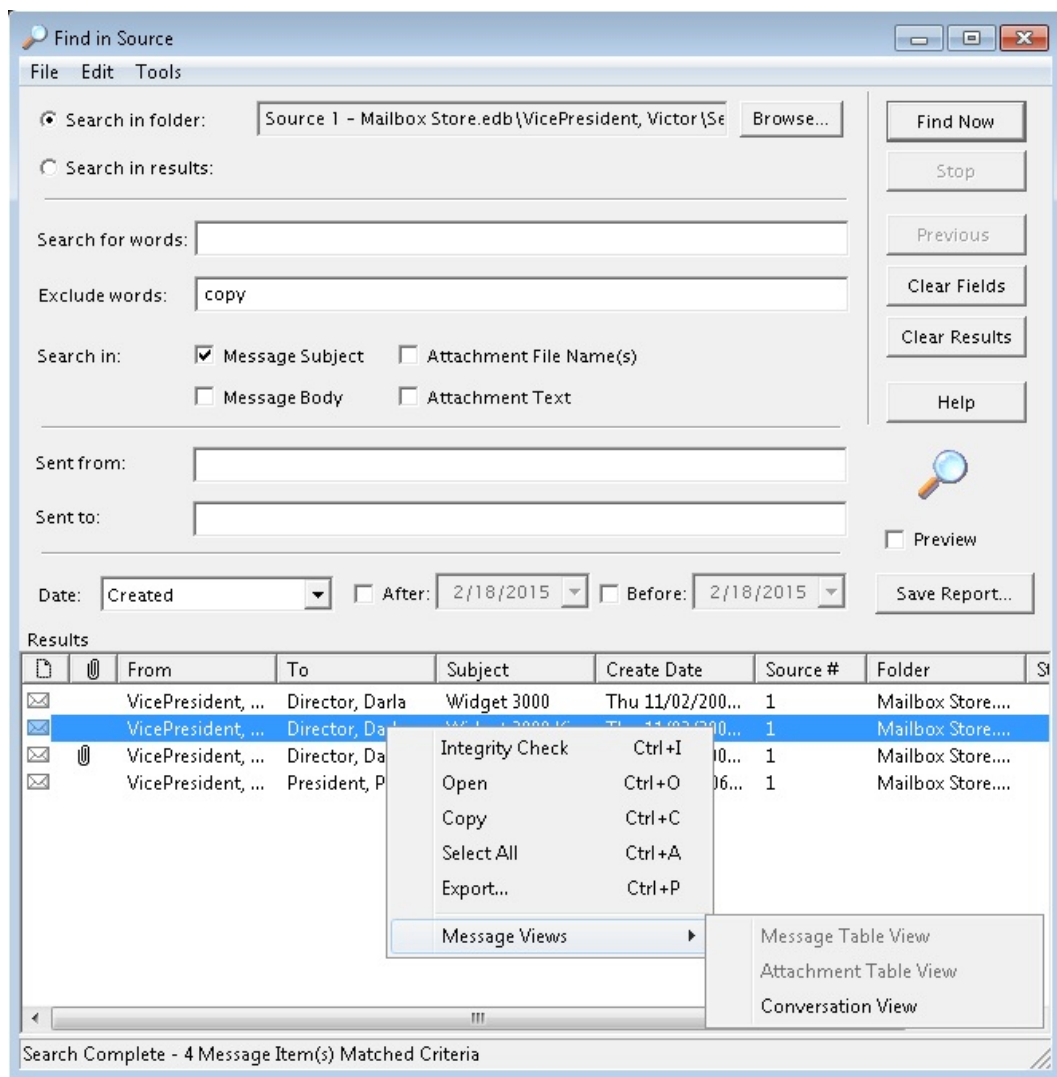 Find in Source
File Edit Tools
Search in folder: Source 1 - Mailbox Store.edb\VicePresident, Victor\Se Browse... Find Now
Search in results: Stop
Search for words: Previous
Exclude words: copy Clear Fields
Clear Results
Search in: Message Subject Attachment File Name(s)
Message Body Attachment Text Help
Sent from:
Sent to:
Preview
Date: Created After: 2/18/2015 Before: 2/18/2015 Save Report...
Results
From To Subject Create Date Source # Folder
VicePresident, ... Director, Darla Widget 3000 Thu 11/02/200... 1 Mailbox Store....
VicePresident, ... Director, 1 Mailbox Store....
VicePresident, ... Director, Da 1 Mailbox Store....
VicePresident, ... President, P 1 Mailbox Store....
Integrity Check Ctrl+I
Open Ctrl+O
Copy Ctrl+C
Select All Ctrl+A
Export... Ctrl+P
Message Views
Message Table View
Attachment Table View
Conversation View
Search Complete - 4 Message Item(s) Matched Criteria